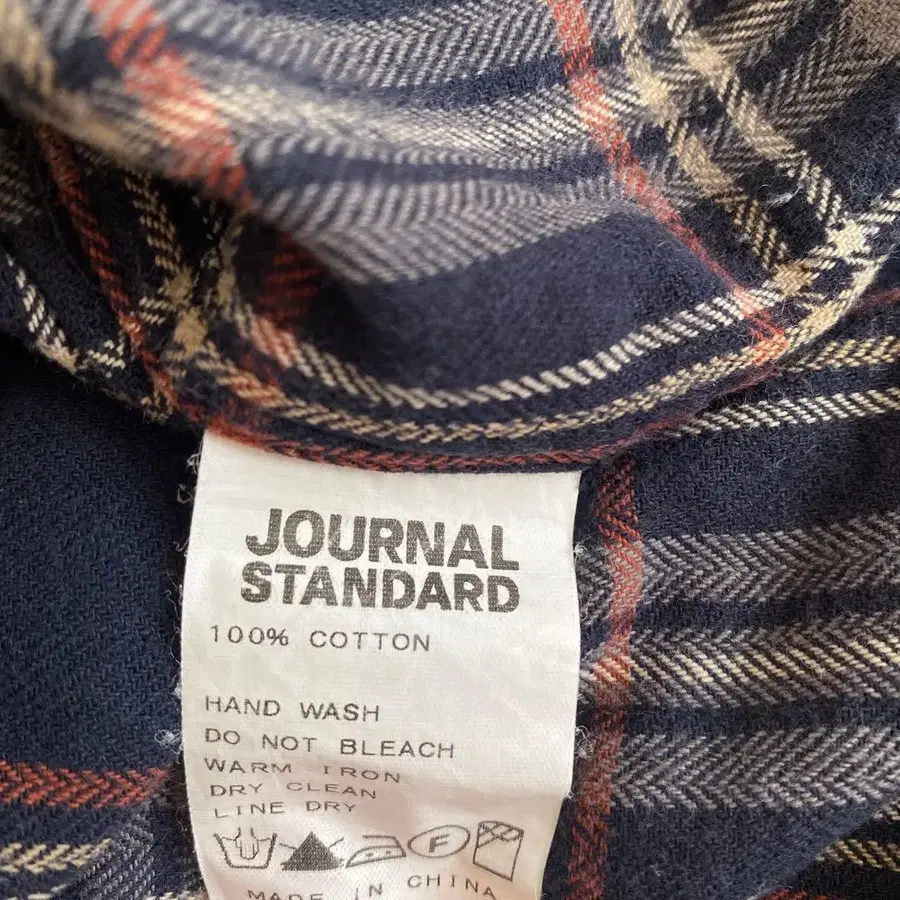 JOURNAL
STANDARD
100% COTTON
HAND WASH
DO NOT BLEACH
WARM IRON
DRY CLEAN
LINE DRY
F
MADE IN CHINA